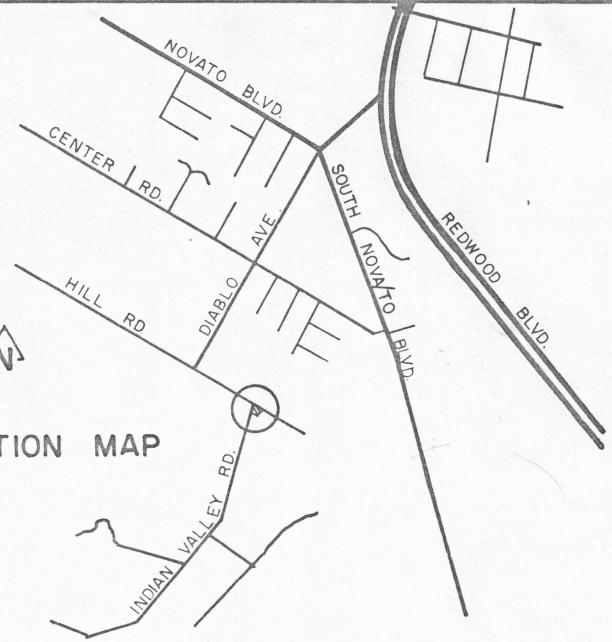 NOVATO BLVD.
CENTER RD.
SOUTH NOVATO BLVD.
REDWOOD BLVD.
DIABLO AVE.
HILL RD
N
TION MAP
INDIAN VALLEY RD.